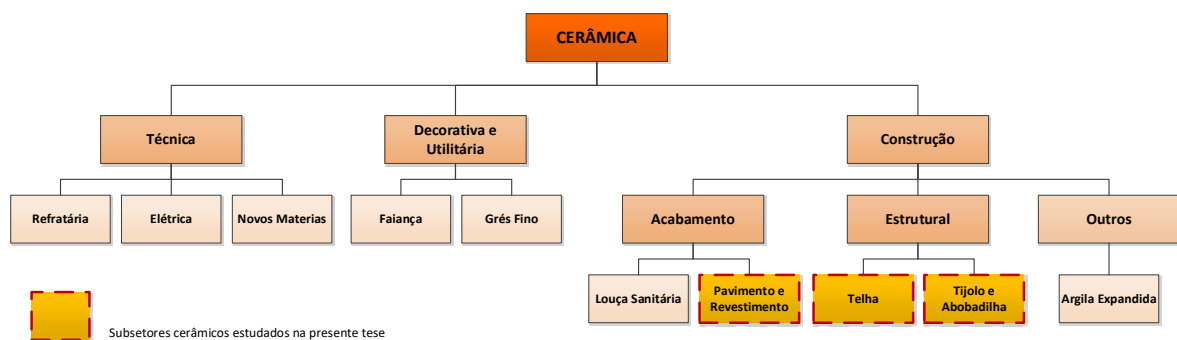 CERÂMICA
Técnica
Decorativa e
Utilitária
Construção
Refratária
Elétrica
Novos Materias
Faiança
Grés Fino
Acabamento
Estrutural
Outros
Louça Sanitária
Pavimento e
Revestimento
Telha
Tijolo e
Abobadilha
Argila Expandida
Subsetores cerâmicos estudados na presente tese